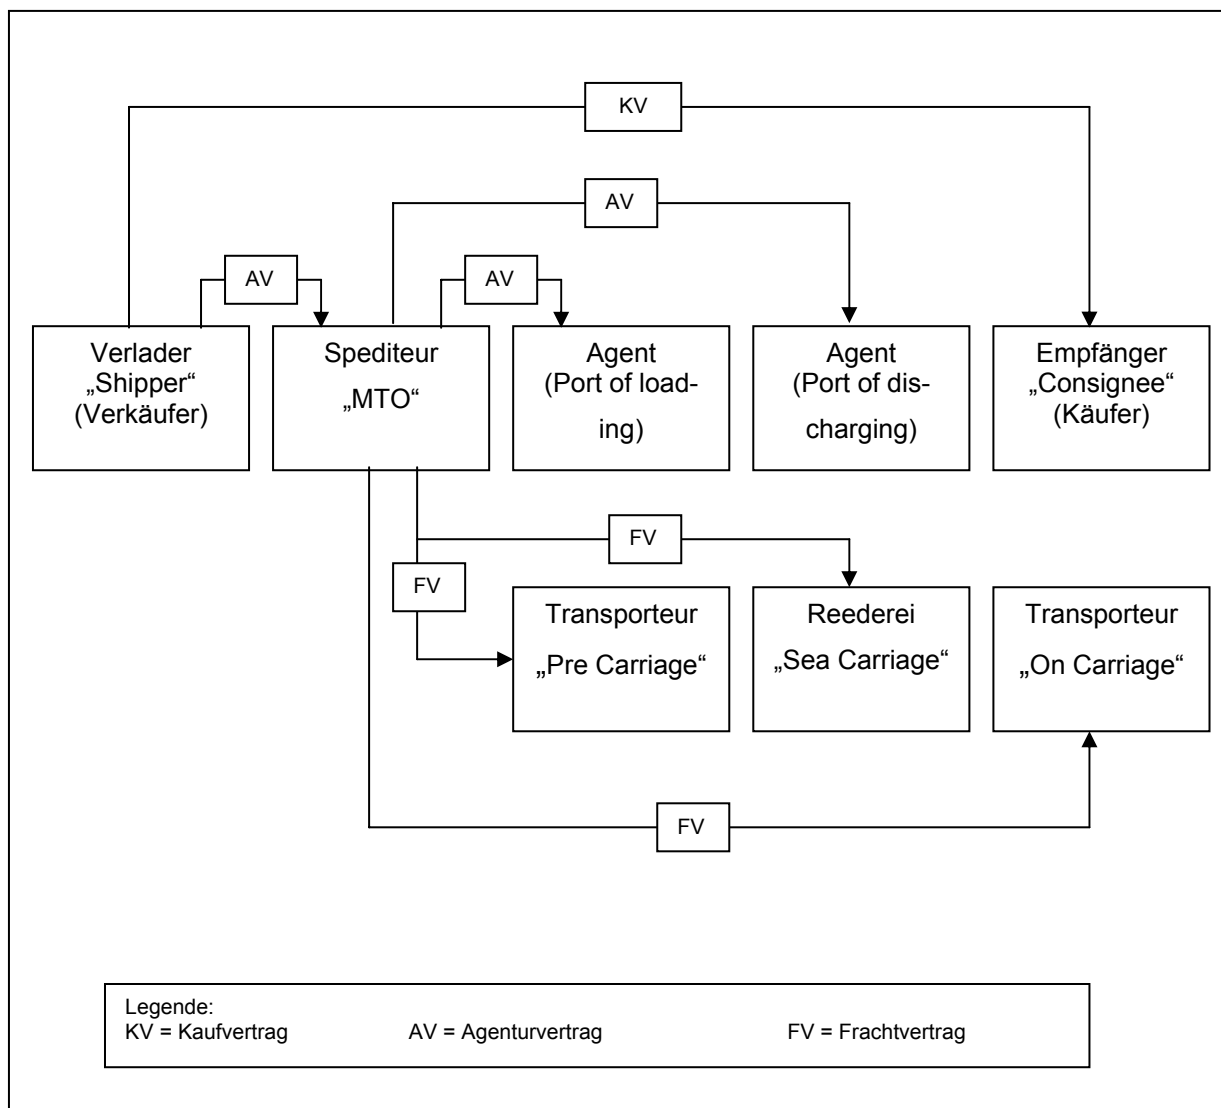 KV
AV
AV
AV
Verlader
„Shipper“
(Verkäufer)
Spediteur
„MTO“
Agent
(Port of load-
ing)
Agent
(Port of dis-
charging)
Empfänger
„Consignee“
(Käufer)
FV
FV
Transporteur
„Pre Carriage“
Reederei
„Sea Carriage“
Transporteur
„On Carriage“
FV
Legende:
KV = Kaufvertrag AV = Agenturvertrag FV = Frachtvertrag